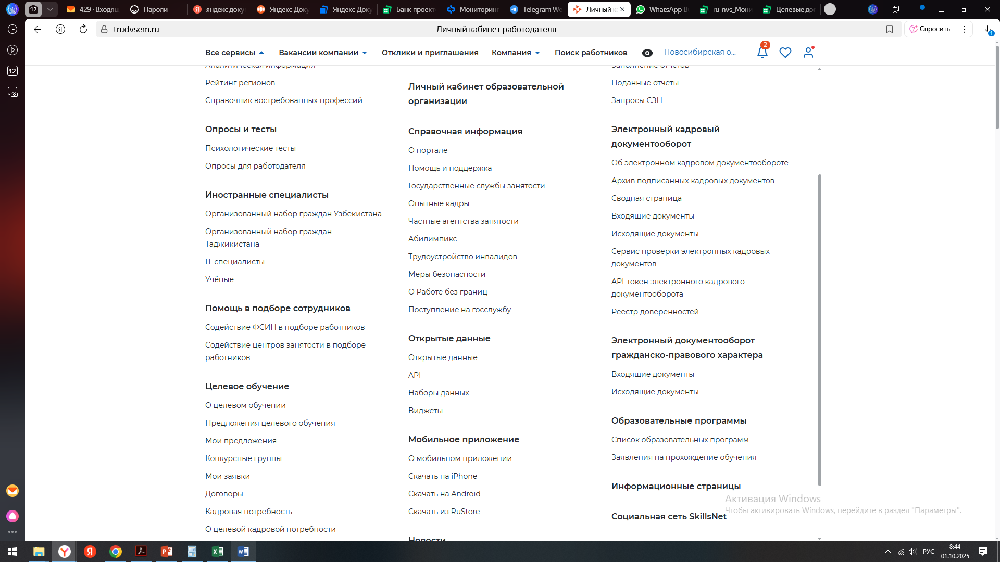 12
429 · Входящ
Пароли
яндекс доку
Яндекс Доку
Яндекс Доку
Банк проект
Мониторинг
Telegram We
Личный ка
WhatsApp B
ru-nvs_Мони
Целевые дог
trudvsem.ru
Личный кабинет работодателя
Спросить
1
12
Все сервисы
Вакансии компании
Отклики и приглашения
Компания
Поиск работников
Новосибирская о...
2
Аналитическая информация
Рейтинг регионов
Справочник востребованных профессий
Опросы и тесты
Психологические тесты
Опросы для работодателя
Иностранные специалисты
Организованный набор граждан Узбекистана
Организованный набор граждан
Таджикистана
IT-специалисты
Учёные
Помощь в подборе сотрудников
Содействие ФСИН в подборе работников
Содействие центров занятости в подборе
работников
Целевое обучение
О целевом обучении
Предложения целевого обучения
Мои предложения
Конкурсные группы
Мои заявки
Договоры
Кадровая потребность
О целевой кадровой потребности
Личный кабинет образовательной
организации
Справочная информация
О портале
Помощь и поддержка
Государственные службы занятости
Опытные кадры
Частные агентства занятости
Абилимпикс
Трудоустройство инвалидов
Меры безопасности
О Работе без границ
Поступление на госслужбу
Открытые данные
Открытые данные
API
Наборы данных
Виджеты
Мобильное приложение
О мобильном приложении
Скачать на iPhone
Скачать на Android
Скачать из RuStore
Новости
Заполнение отчётов
Поданные отчёты
Запросы СЗН
Электронный кадровый
документооборот
Об электронном кадровом документообороте
Архив подписанных кадровых документов
Сводная страница
Входящие документы
Исходящие документы
Сервис проверки электронных кадровых
документов
API-токен электронного кадрового
документооборота
Реестр доверенностей
Электронный документооборот
гражданско-правового характера
Входящие документы
Исходящие документы
Образовательные программы
Список образовательных программ
Заявления на прохождение обучения
Информационные страницы
Социальная сеть SkillsNet
Активация Windows
Чтобы активировать Windows, перейдите в раздел "Параметры".
РУС
8:44
01.10.2025